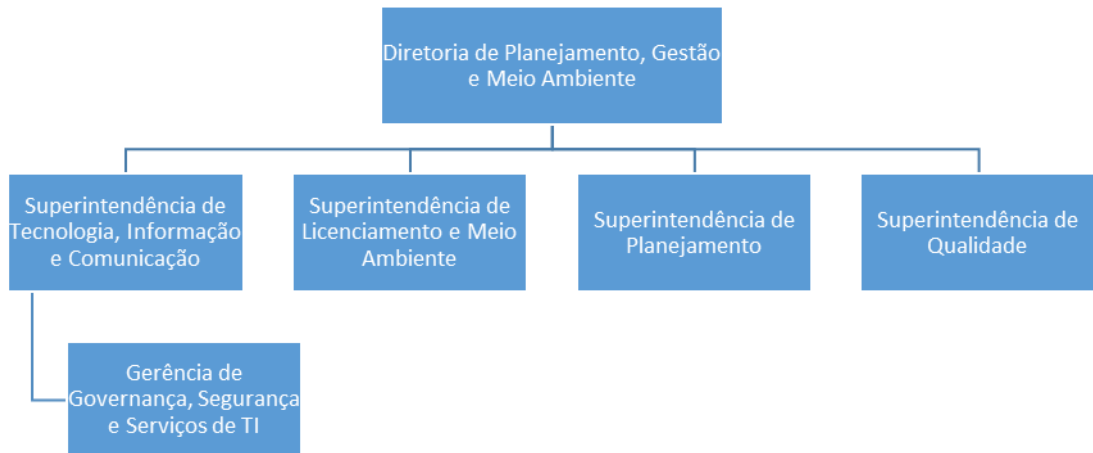 Diretoria de Planejamento, Gestão
e Meio Ambiente
Superintendência de
Tecnologia, Informação
e Comunicação
Superintendência de
Licenciamento e Meio
Ambiente
Superintendência de
Planejamento
Superintendência de
Qualidade
Gerência de
Governança, Segurança
e Serviços de TI